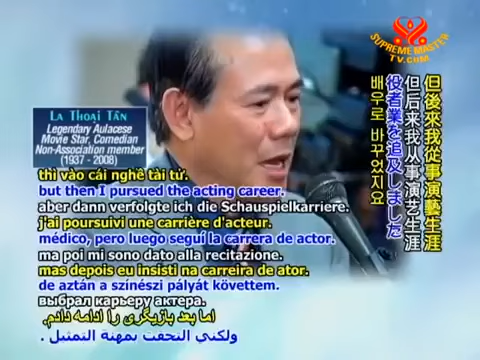 SUPREME MASTER
TV.COM
LA THOẠI TÂN
Legendary Aulacese
Movie Star, Comedian
Non-Association member
(1937 - 2008)
thì vào cái nghề tài tử.
but then I pursued the acting career.
aber dann verfolgte ich die Schauspielkarriere.
j'ai poursuivi une carrière d'acteur.
médico, pero luego seguí la carrera de actor.
ma poi mi sono dato alla recitazione.
mas depois eu insisti na carreira de ator.
de aztán a színészi pályát követtem.
выбрал карьеру актера.
اما بعد بازیگری را ادامه دادم.
ولكني التحقت بمهنة التمثيل .
但後來我從事演藝生涯
但后来我从事演艺生涯
役者業を追及しました
배우로 바꾸었지요